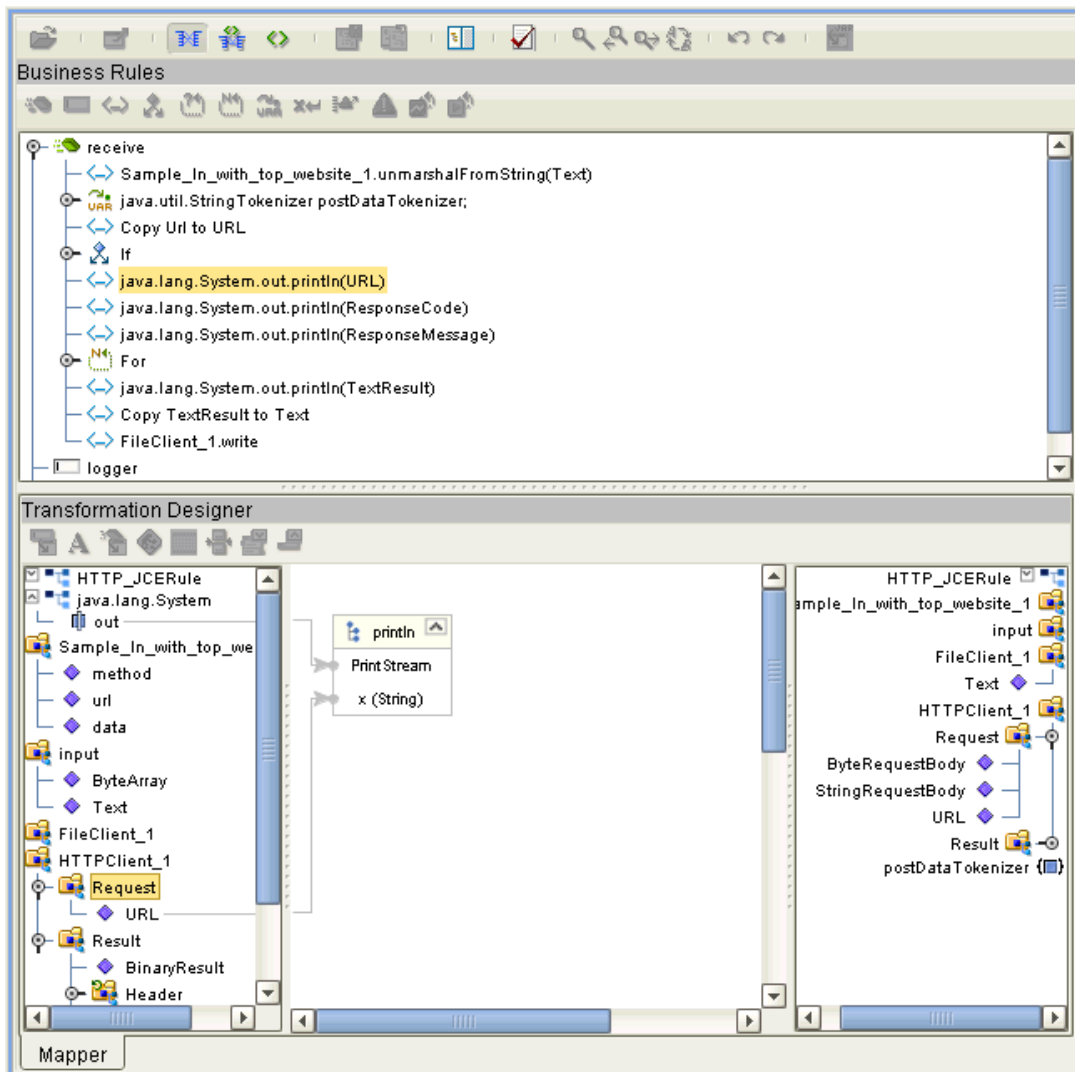 Business Rules
receive
Sample_In_with_top_website_1.unmarshalFromString(Text)
java.util.StringTokenizer postDataTokenizer;
Copy Url to URL
If
java.lang.System.out.println(URL)
java.lang.System.out.println(ResponseCode)
java.lang.System.out.println(ResponseMessage)
For
java.lang.System.out.println(TextResult)
Copy TextResult to Text
FileClient_1.write
logger
Transformation Designer
HTTP_JCERule
java.lang.System
out
Sample_In_with_top_we
method
url
data
input
ByteArray
Text
FileClient_1
HTTPClient_1
Request
URL
Result
BinaryResult
Header
println
PrintStream
x (String)
HTTP_JCERule
ample_In_with_top_website_1
input
FileClient_1
Text
HTTPClient_1
Request
ByteRequestBody
StringRequestBody
URL
Result
postDataTokenizer
Mapper